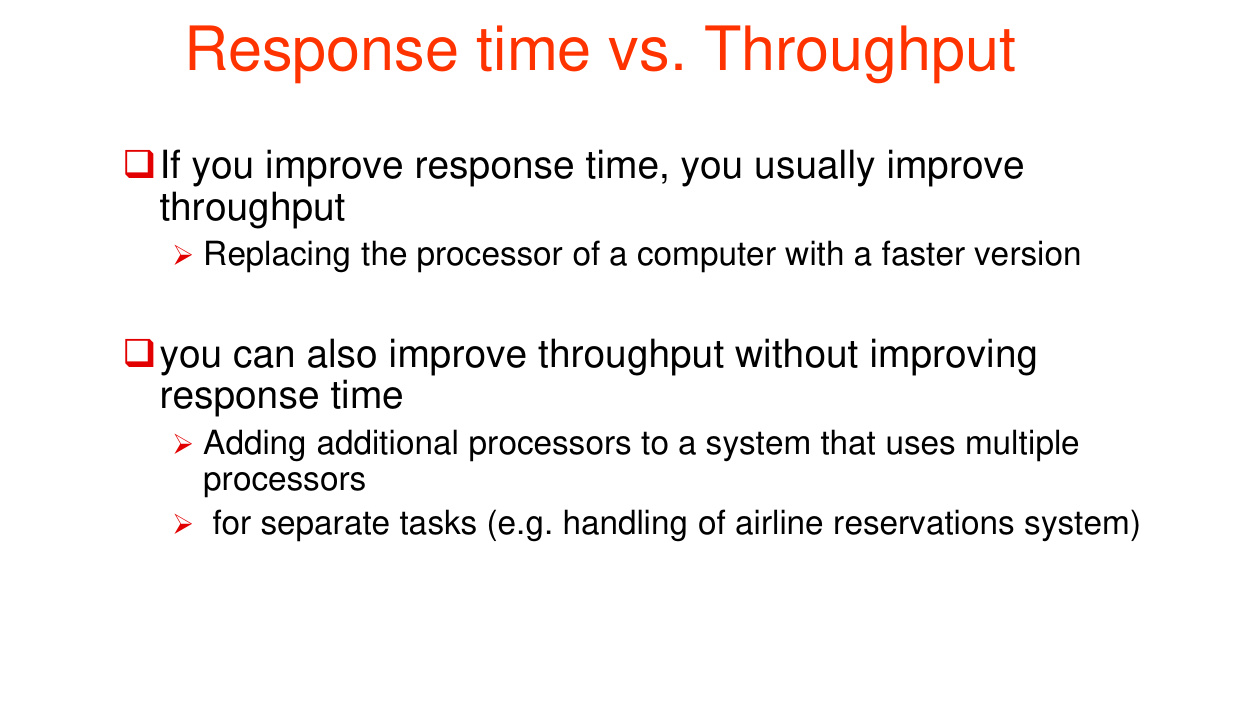 Response time vs. Throughput
If you improve response time, you usually improve
throughput
Replacing the processor of a computer with a faster version
you can also improve throughput without improving
response time
Adding additional processors to a system that uses multiple
processors
for separate tasks (e.g. handling of airline reservations system)